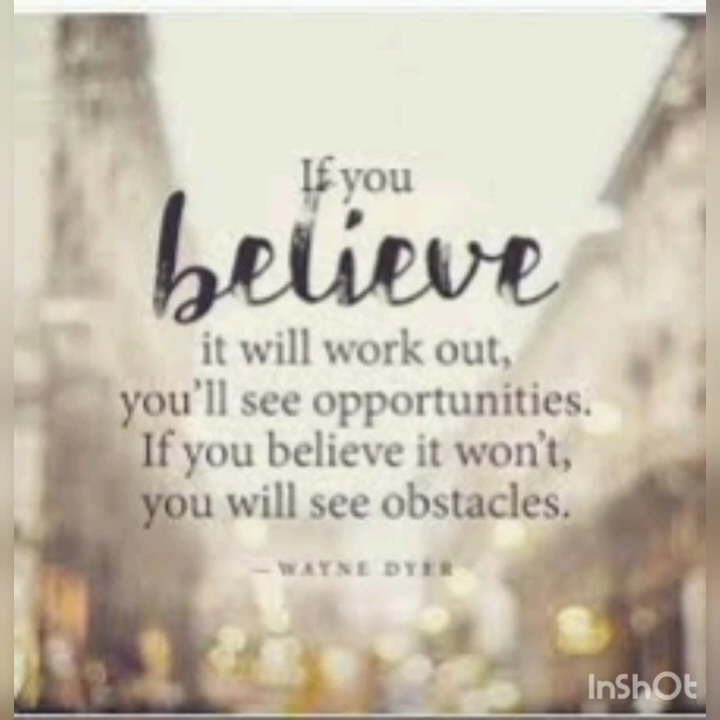 If you
believe
it will work out,
you'll see opportunities.
If you believe it won't,
you will see obstacles.
— WAYNE DYER
InShOt